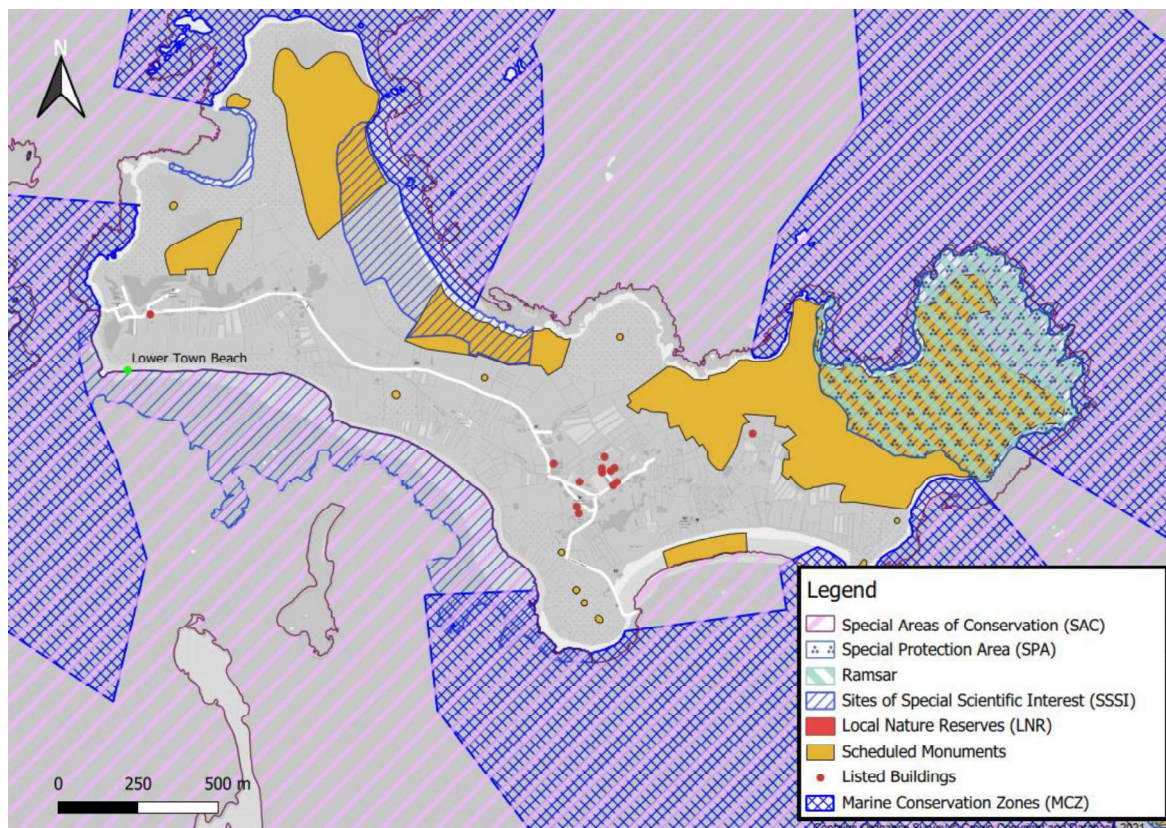 N
Lower Town Beach
Legend
Special Areas of Conservation (SAC)
Special Protection Area (SPA)
Ramsar
Sites of Special Scientific Interest (SSSI)
Local Nature Reserves (LNR)
Scheduled Monuments
Listed Buildings
Marine Conservation Zones (MCZ)
0 250 500 m